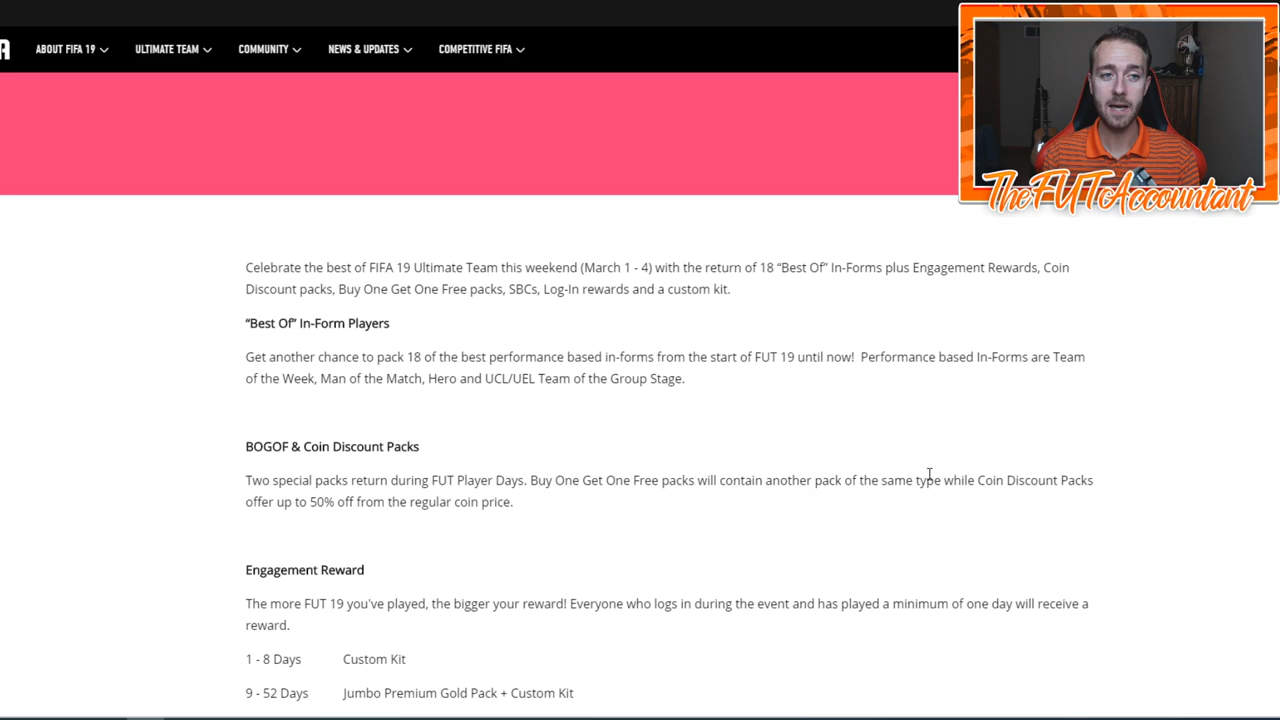 A
ABOUT FIFA 19
ULTIMATE TEAM
COMMUNITY
NEWS & UPDATES
COMPETITIVE FIFA
TheFUTAccountant
Celebrate the best of FIFA 19 Ultimate Team this weekend (March 1 - 4) with the return of 18 “Best Of” In-Forms plus Engagement Rewards, Coin
Discount packs, Buy One Get One Free packs, SBCs, Log-In rewards and a custom kit.
“Best Of” In-Form Players
Get another chance to pack 18 of the best performance based in-forms from the start of FUT 19 until now!  Performance based In-Forms are Team
of the Week, Man of the Match, Hero and UCL/UEL Team of the Group Stage.
BOGOF & Coin Discount Packs
Two special packs return during FUT Player Days. Buy One Get One Free packs will contain another pack of the same type while Coin Discount Packs
offer up to 50% off from the regular coin price.
Engagement Reward
The more FUT 19 you've played, the bigger your reward! Everyone who logs in during the event and has played a minimum of one day will receive a
reward.
1 - 8 Days Custom Kit
9 - 52 Days Jumbo Premium Gold Pack + Custom Kit